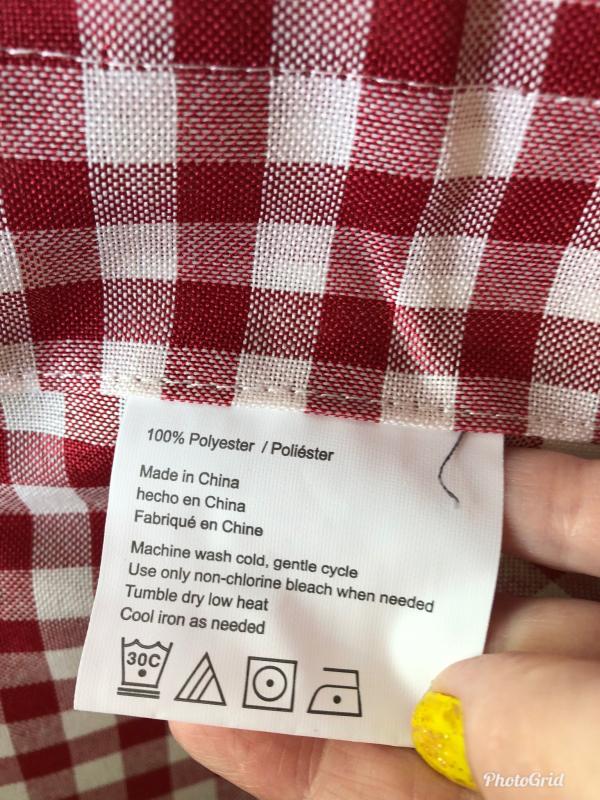 100% Polyester / Poliéster
Made in China
hecho en China
Fabriqué en Chine
Machine wash cold, gentle cycle
Use only non-chlorine bleach when needed
Tumble dry low heat
Cool iron as needed
30C
PhotoGrid